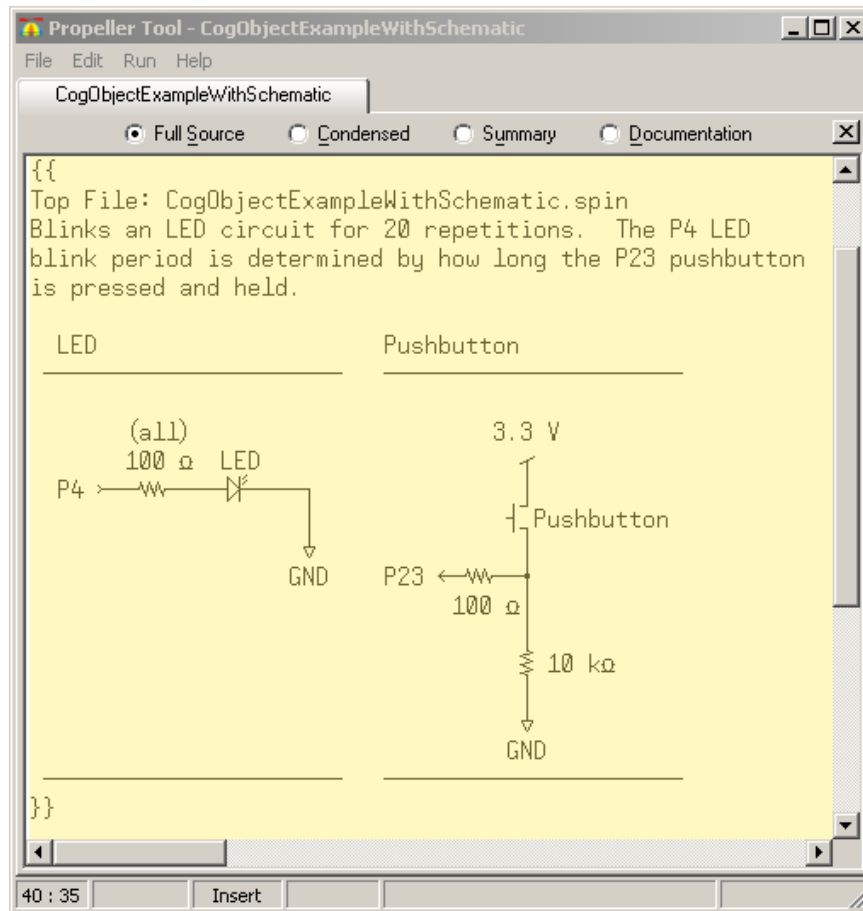 Propeller Tool - CogObjectExampleWithSchematic
File Edit Run Help
CogObjectExampleWithSchematic
Full Source Condensed Summary Documentation
{{
Top File: CogObjectExampleWithSchematic.spin
Blinks an LED circuit for 20 repetitions.  The P4 LED
blink period is determined by how long the P23 pushbutton
is pressed and held.
LED Pushbutton
(all) 3.3 V
100 Ω LED
P4
Pushbutton
GND P23
100 Ω
10 kΩ
GND
}}
40 : 35 Insert